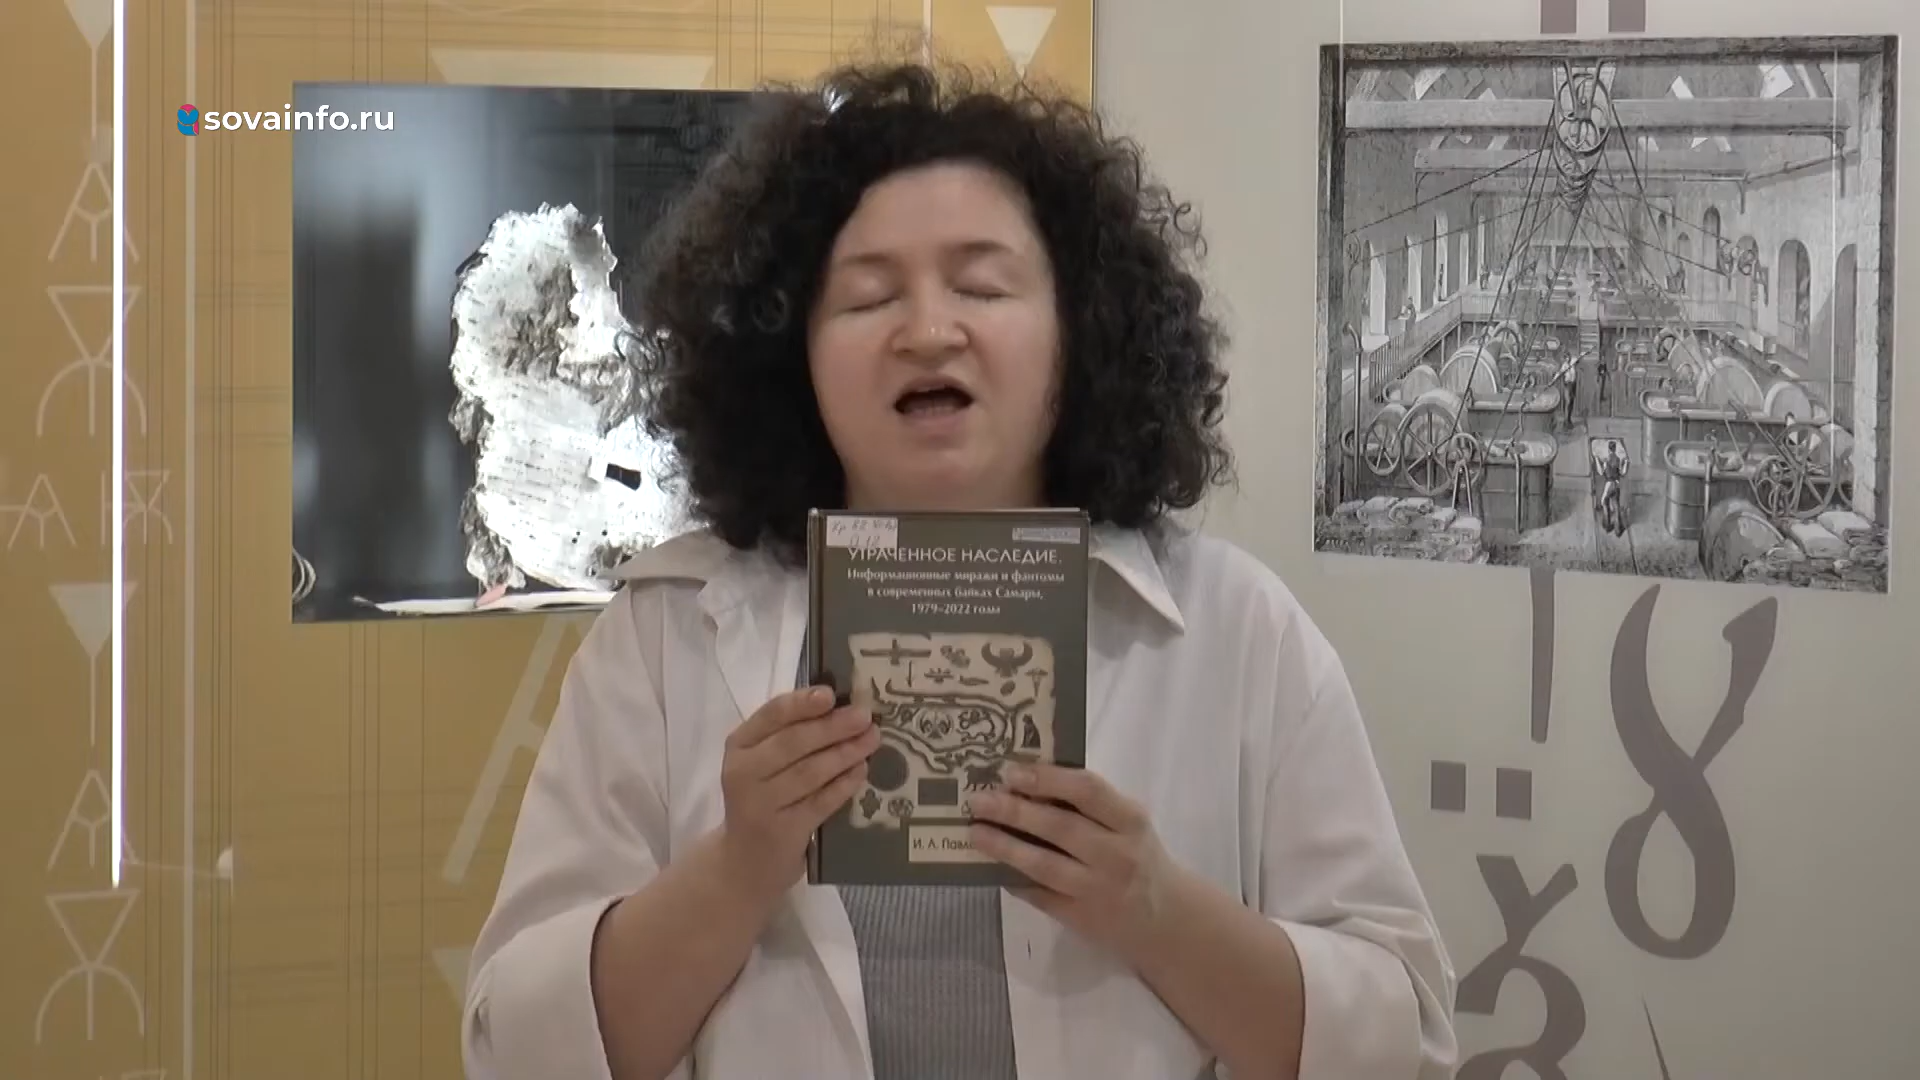 sovainfo.ru
УТРАЧЕННОЕ НАСЛЕДИЕ.
Информационные миражи и фантомы
в современных байках Самары,
1979–2022 годы
И. А.